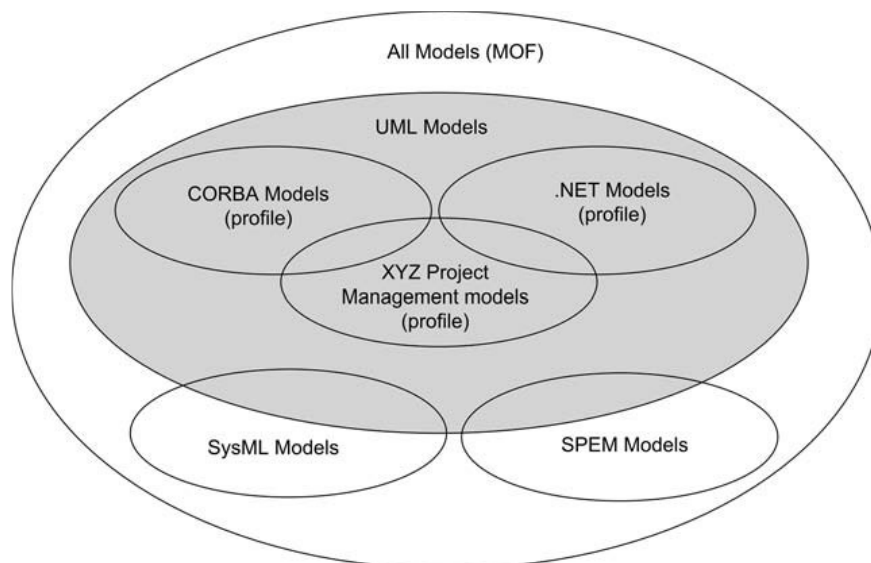 All Models (MOF)
UML Models
CORBA Models
(profile)
.NET Models
(profile)
XYZ Project
Management models
(profile)
SysML Models
SPEM Models